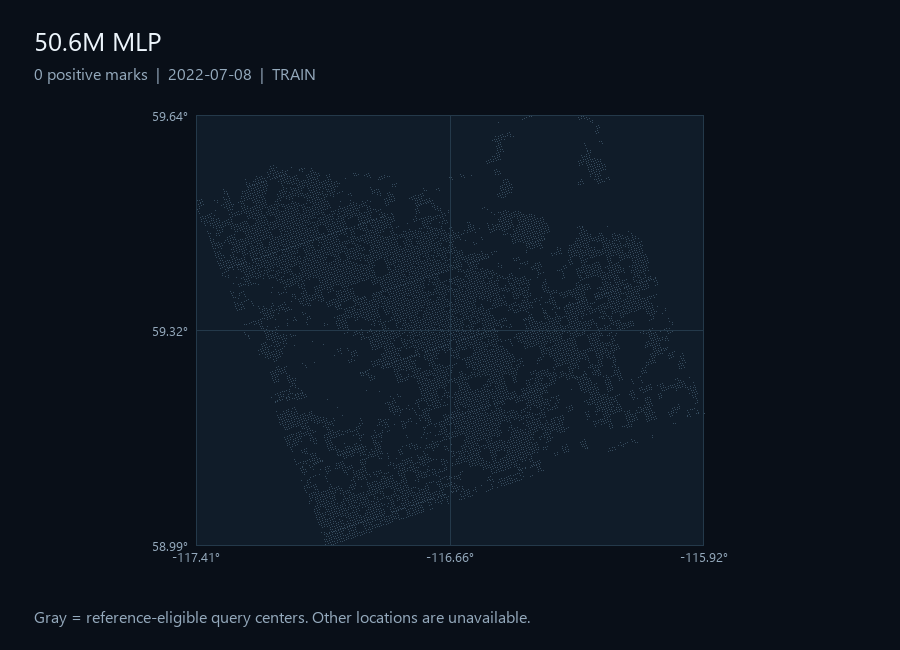 50.6M MLP
0 positive marks | 2022-07-08 | TRAIN
59.64°
59.32°
58.99°
-117.41°
-116.66°
-115.92°
Gray = reference-eligible query centers. Other locations are unavailable.